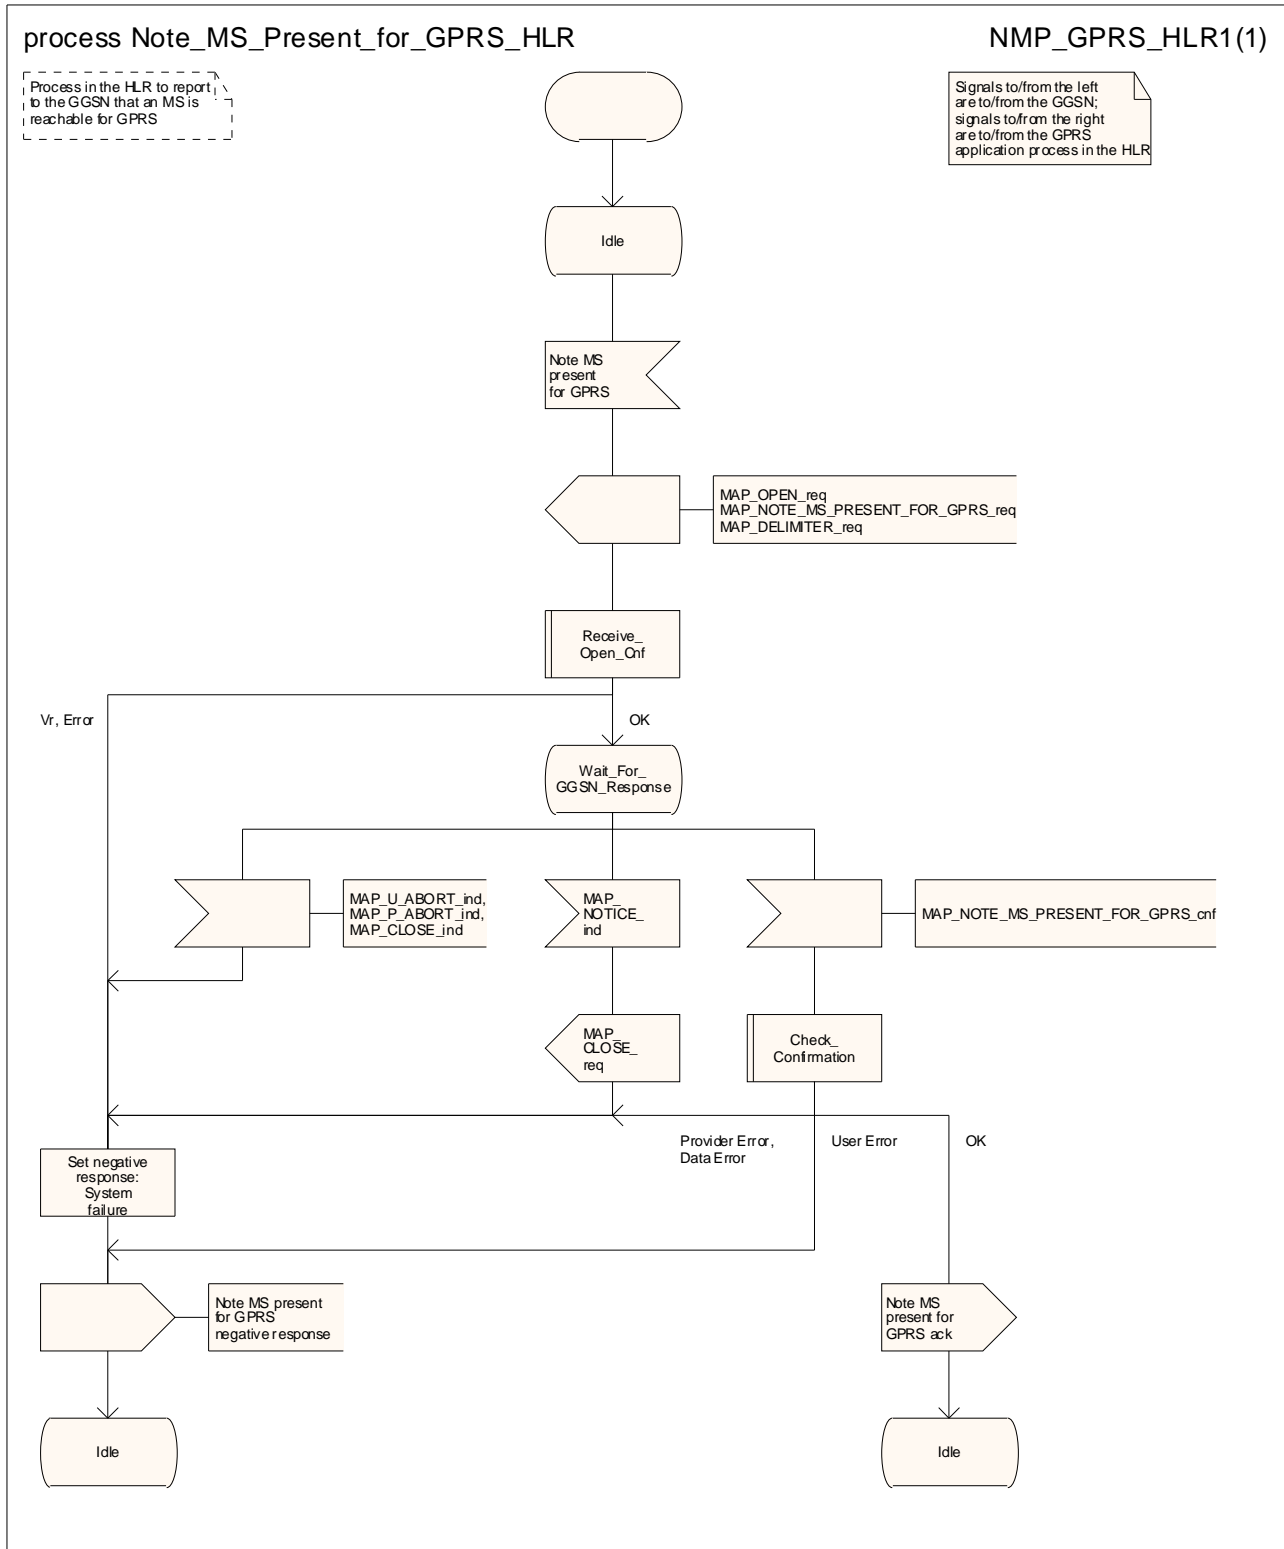 process Note_MS_Present_for_GPRS_HLR
NMP_GPRS_HLR1(1)
Process in the HLR to report
to the GGSN that an MS is
reachable for GPRS
Signals to/from the left
are to/from the GGSN;
signals to/from the right
are to/from the GPRS
application process in the HLR
Idle
Note MS
present
for GPRS
MAP_OPEN_req
MAP_NOTE_MS_PRESENT_FOR_GPRS_req
MAP_DELIMITER_req
Receive_
Open_Cnf
Vr, Error
OK
Wait_For_
GGSN_Response
MAP_U_ABORT_ind,
MAP_P_ABORT_ind,
MAP_CLOSE_ind
MAP_
NOTICE_
ind
MAP_NOTE_MS_PRESENT_FOR_GPRS_cnf
MAP_
CLOSE_
req
Check_
Confirmation
Provider Error,
Data Error
User Error
OK
Set negative
response:
System
failure
Note MS present
for GPRS
negative response
Note MS
present for
GPRS ack
Idle
Idle